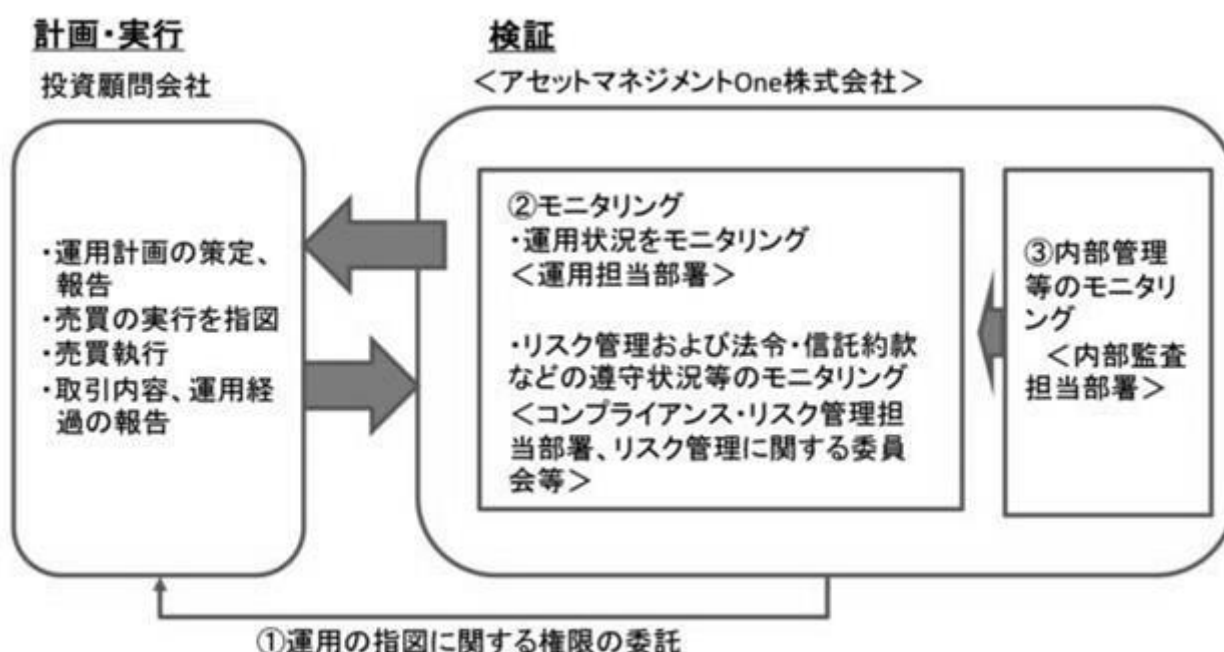 計画・実行
投資顧問会社
・運用計画の策定、
報告
・売買の実行を指図
・売買執行
・取引内容、運用経
過の報告
検証
＜アセットマネジメントOne株式会社＞
②モニタリング
・運用状況をモニタリング
＜運用担当部署＞
・リスク管理および法令・信託約款
などの遵守状況等のモニタリング
＜コンプライアンス・リスク管理担
当部署、リスク管理に関する委員
会等＞
③内部管理
等のモニタリ
ング
＜内部監査
担当部署＞
①運用の指図に関する権限の委託